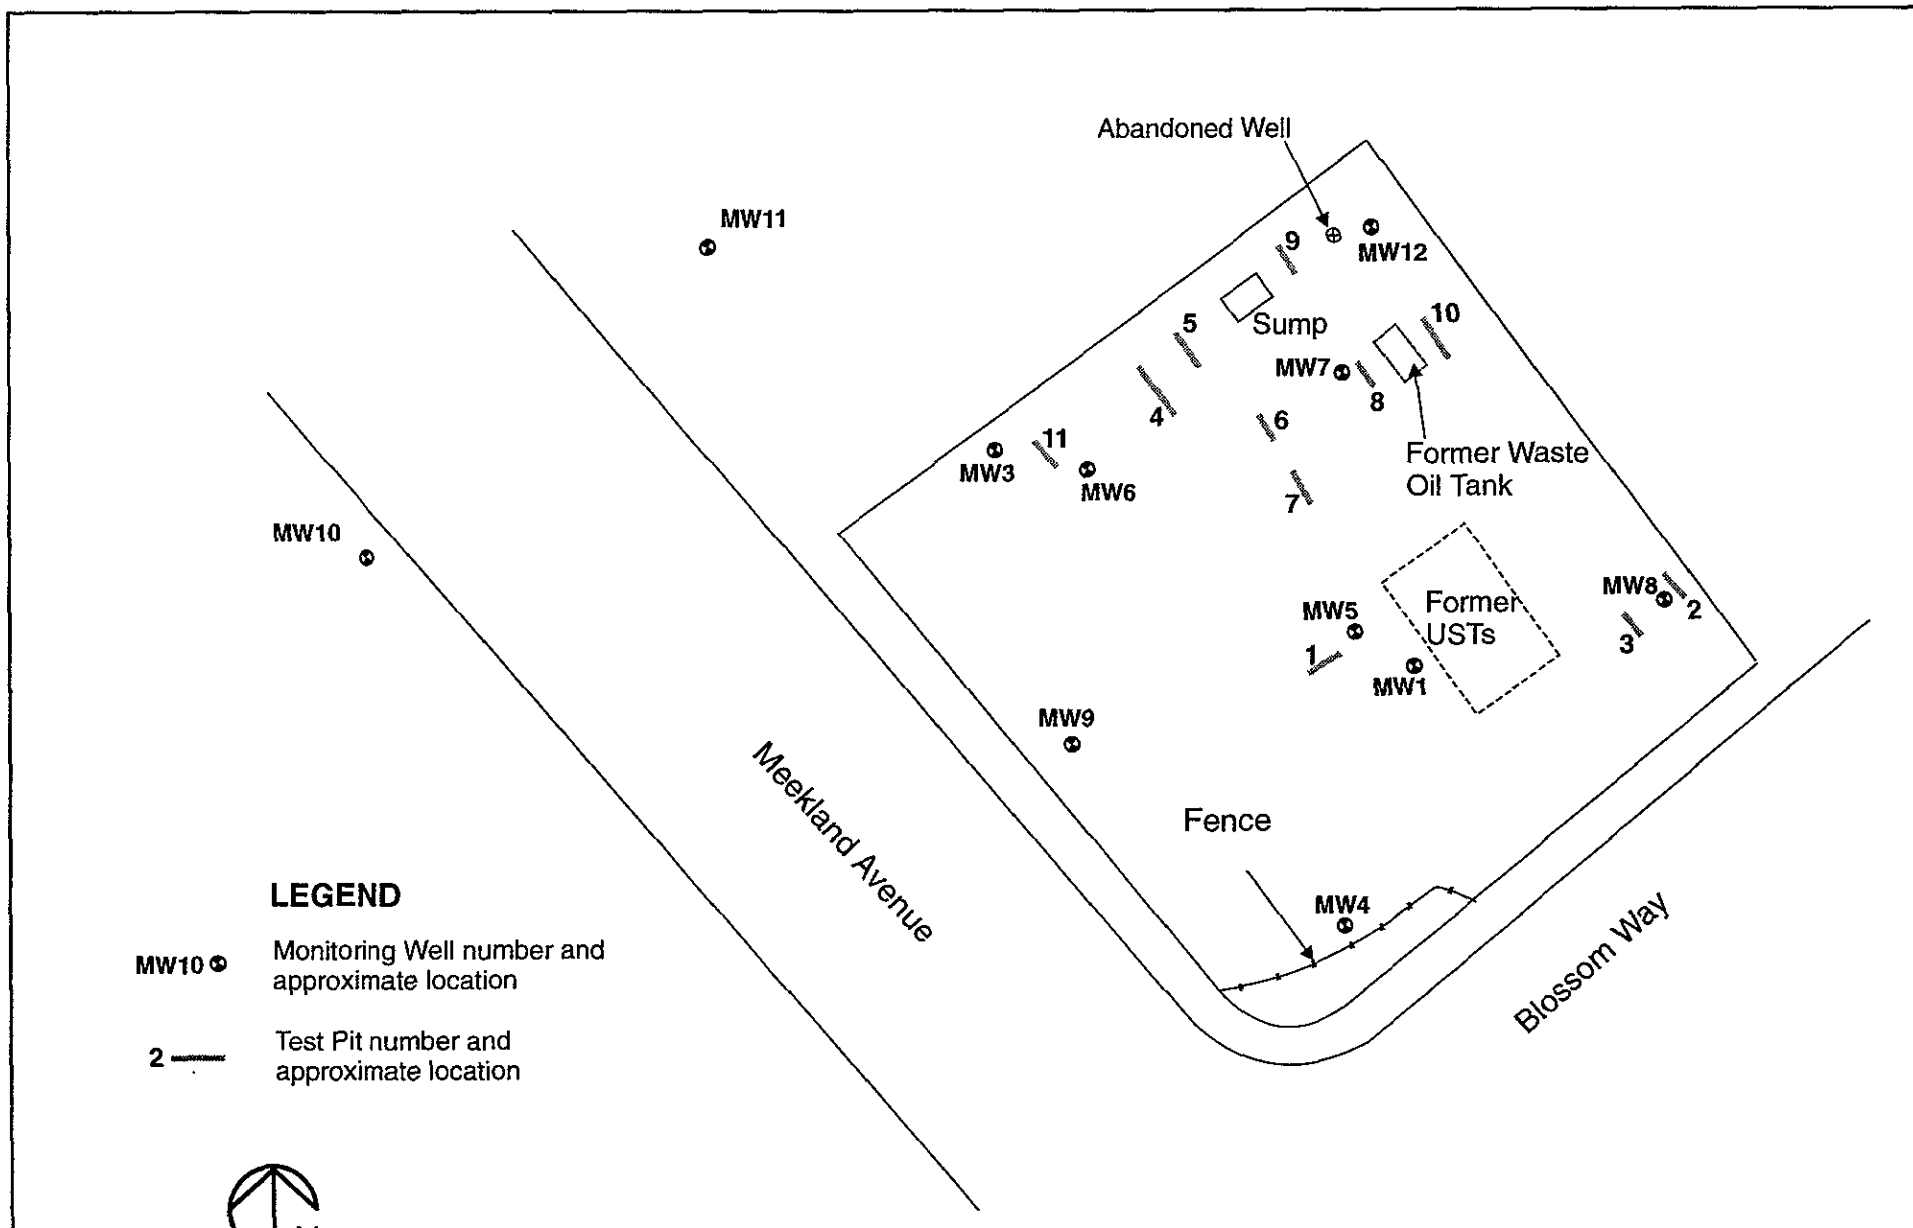 Abandoned Well
MW11
9
MW12
10
5
Sump
MW7
8
4
6
11
Former Waste
Oil Tank
MW3
MW6
7
MW10
MW8
2
Former
USTs
MW5
3
1
MW1
MW9
Meekland Avenue
Fence
MW4
Blossom Way
LEGEND
MW10
Monitoring Well number and
approximate location
2
Test Pit number and
approximate location